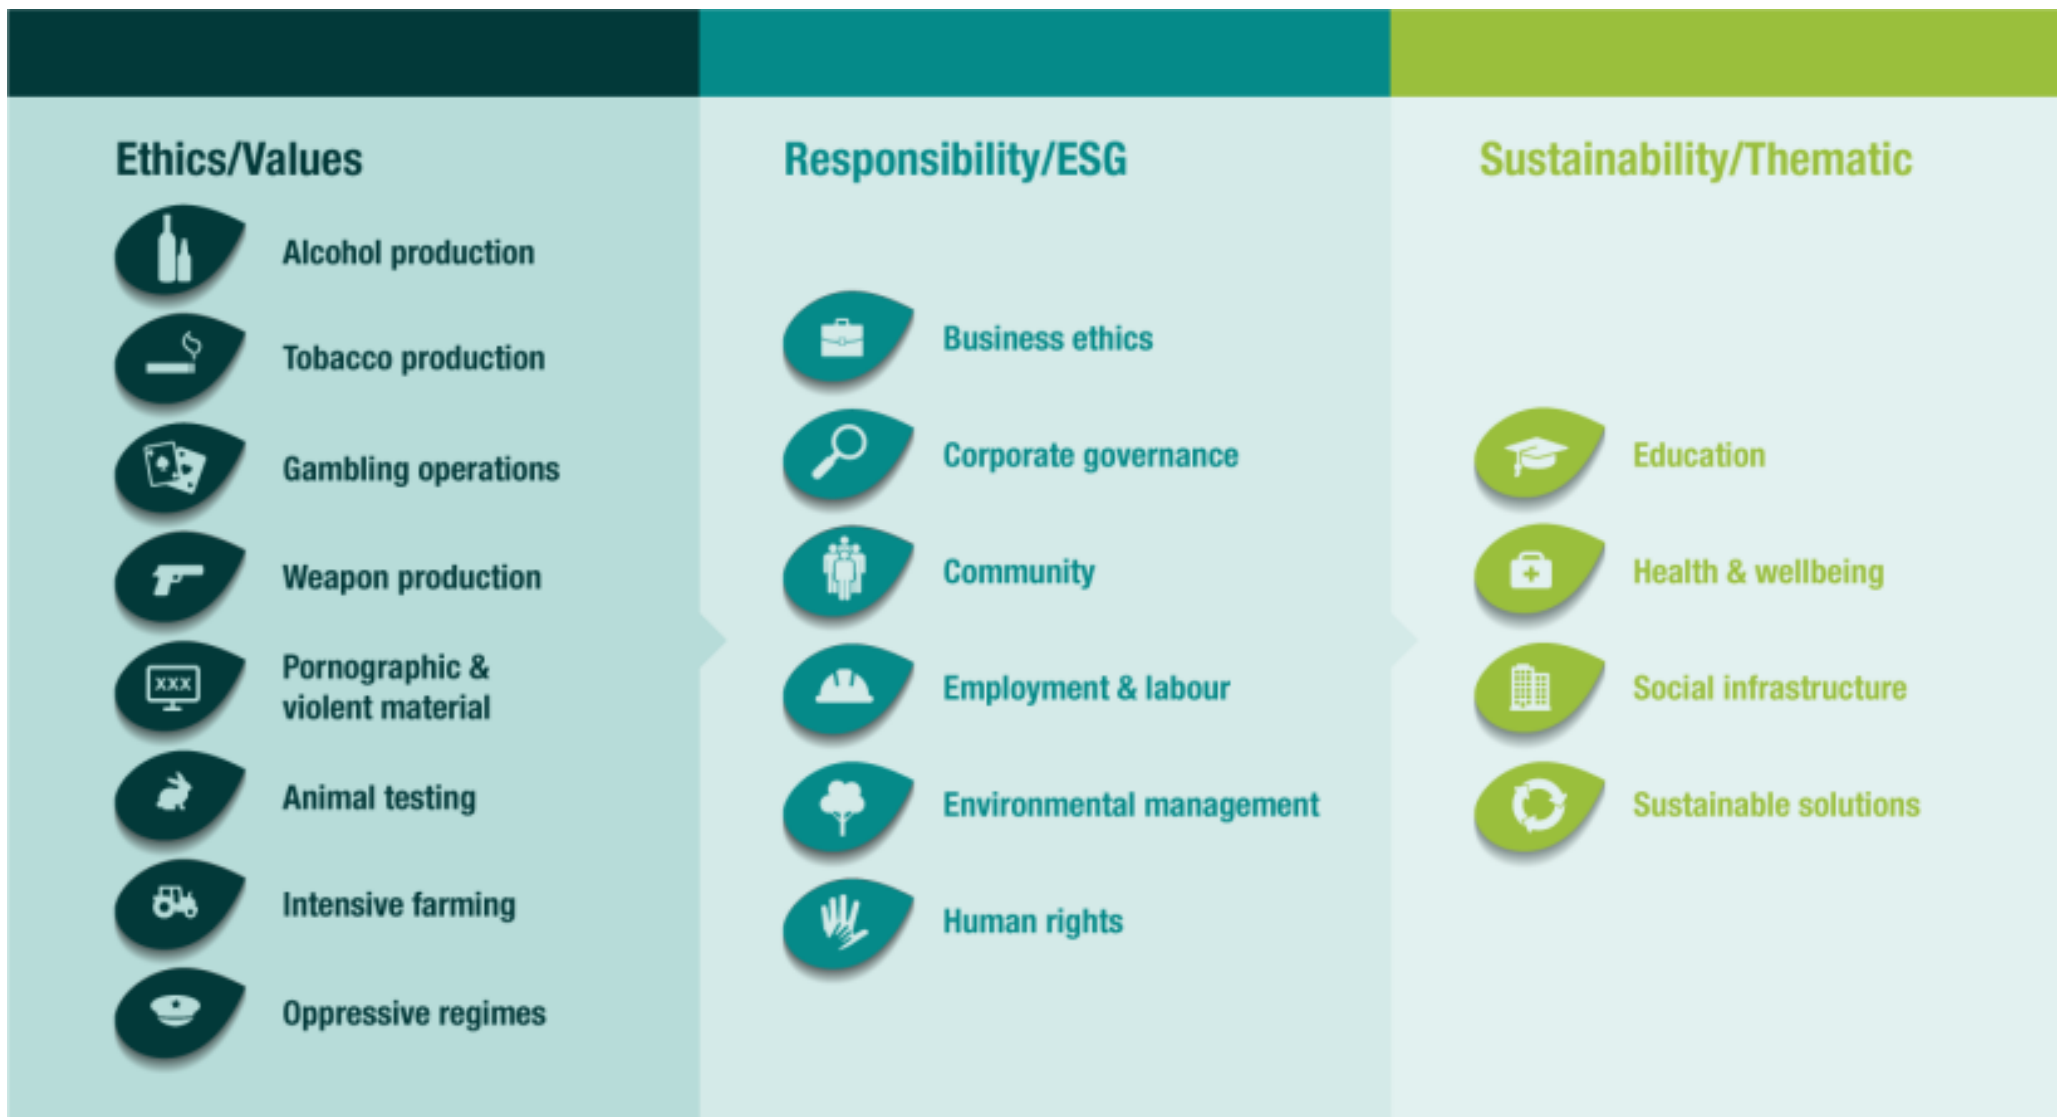 Ethics/Values
Alcohol production
Tobacco production
Gambling operations
Weapon production
XXX
Pornographic &
violent material
Animal testing
Intensive farming
Oppressive regimes
Responsibility/ESG
Business ethics
Corporate governance
Community
Employment & labour
Environmental management
Human rights
Sustainability/Thematic
Education
Health & wellbeing
Social infrastructure
Sustainable solutions